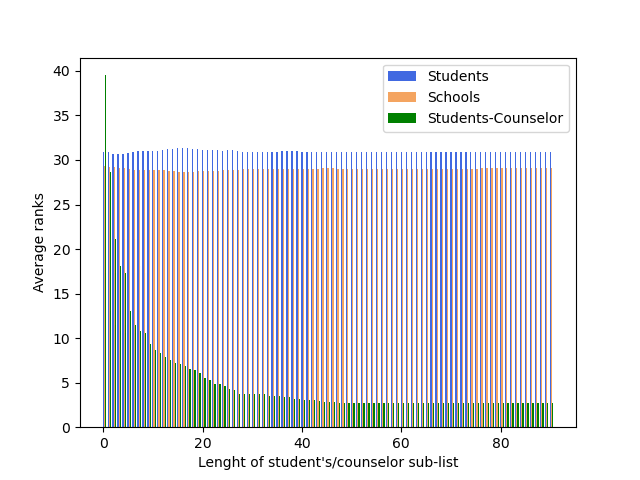 Students
Schools
Students-Counselor
Average ranks
40
35
30
25
20
15
10
5
0
0 20 40 60 80
Lenght of student's/counselor sub-list